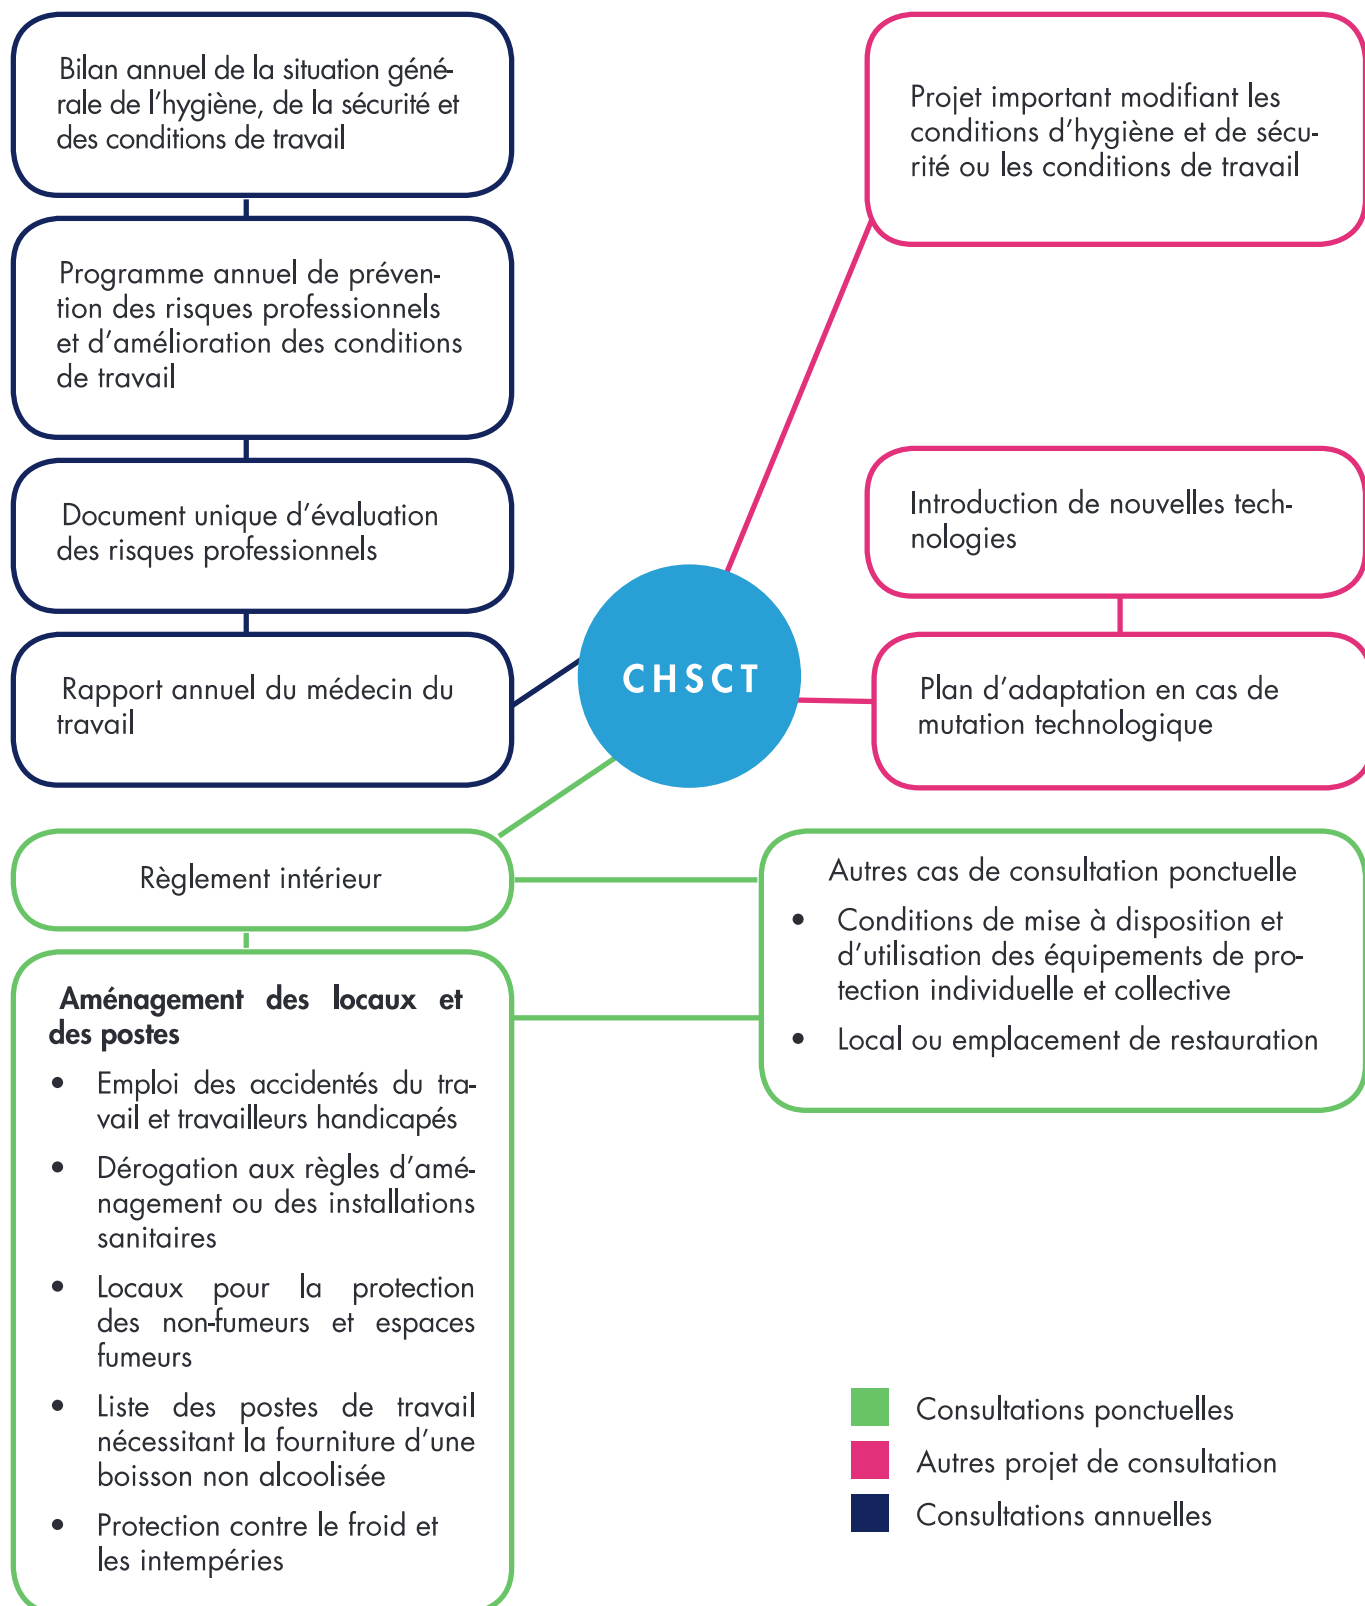 Bilan annuel de la situation géné-
rale de l’hygiène, de la sécurité et
des conditions de travail
Programme annuel de préven-
tion des risques professionnels
et d’amélioration des conditions
de travail
Document unique d’évaluation
des risques professionnels
Rapport annuel du médecin du
travail
Projet important modifiant les
conditions d’hygiène et de sécu-
rité ou les conditions de travail
Introduction de nouvelles tech-
nologies
Plan d’adaptation en cas de
mutation technologique
CHSCT
Règlement intérieur
Aménagement des locaux et
des postes
• Emploi des accidentés du tra-
vail et travailleurs handicapés
• Dérogation aux règles d’amé-
nagement ou des installations
sanitaires
• Locaux pour la protection
des non-fumeurs et espaces
fumeurs
• Liste des postes de travail
nécessitant la fourniture d’une
boisson non alcoolisée
• Protection contre le froid et
les intempéries
Autres cas de consultation ponctuelle
• Conditions de mise à disposition et
d’utilisation des équipements de pro-
tection individuelle et collective
• Local ou emplacement de restauration
Consultations ponctuelles
Autres projet de consultation
Consultations annuelles